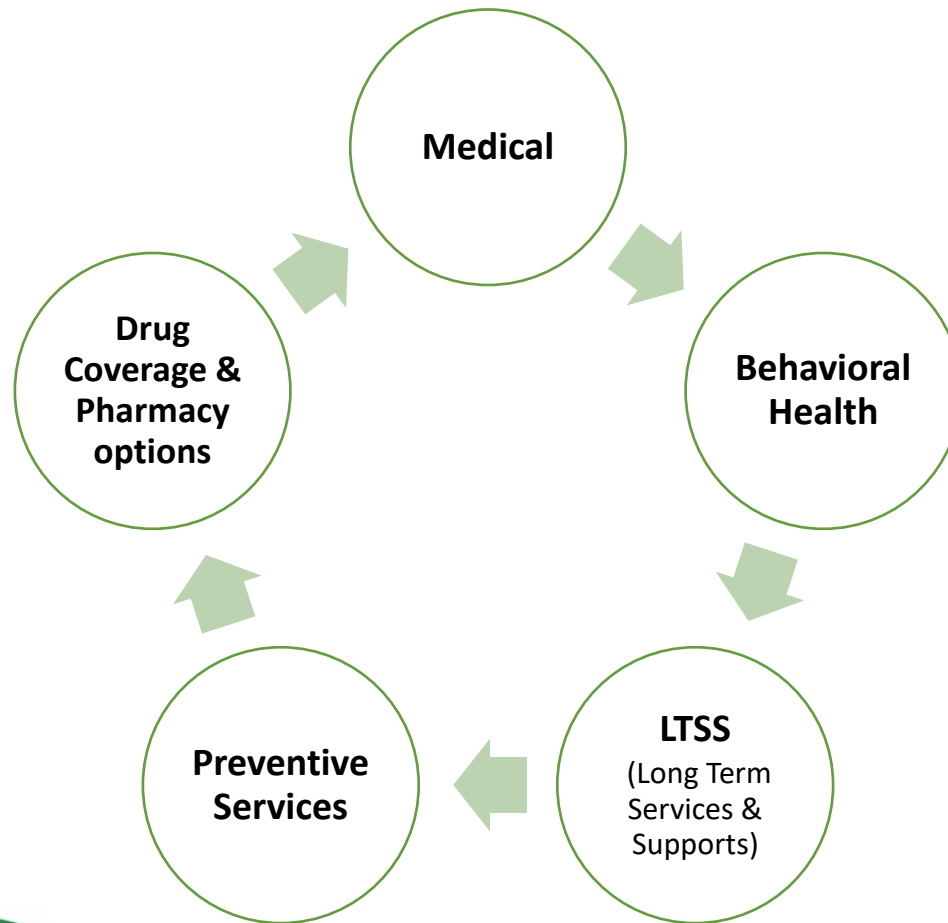 Medical
Behavioral
Health
LTSS
(Long Term
Services &
Supports)
Preventive
Services
Drug
Coverage &
Pharmacy
options